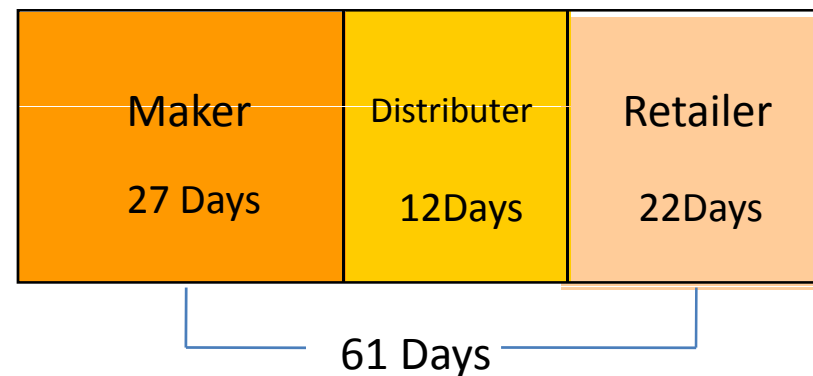 Maker
27 Days
Distributer
12Days
Retailer
22Days
61 Days